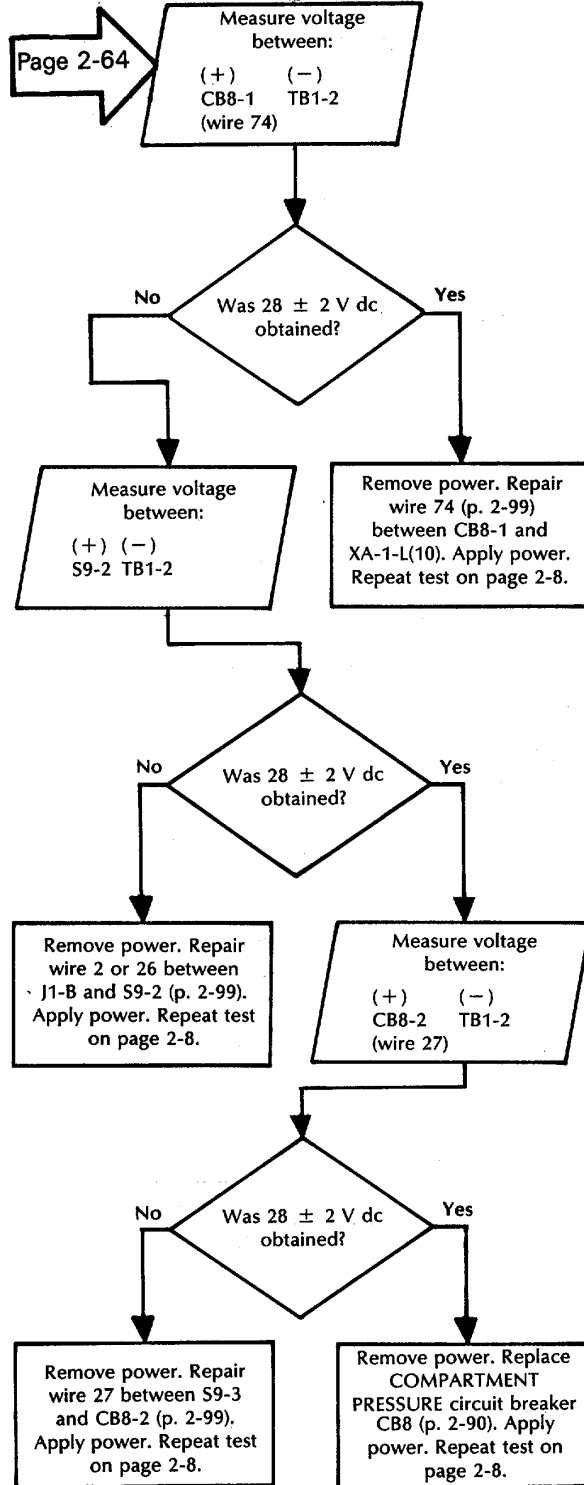 Page 2-64
Measure voltage
between:
(+) (−)
CB8-1 TB1-2
(wire 74)
Was 28 ± 2 V dc
obtained?
No
Yes
Measure voltage
between:
(+) (−)
S9-2 TB1-2
Remove power. Repair
wire 74 (p. 2-99)
between CB8-1 and
XA-1-L(10). Apply power.
Repeat test on page 2-8.
Was 28 ± 2 V dc
obtained?
No
Yes
Remove power. Repair
wire 2 or 26 between
J1-B and S9-2 (p. 2-99).
Apply power. Repeat test
on page 2-8.
Measure voltage
between:
(+) (−)
CB8-2 TB1-2
(wire 27)
Was 28 ± 2 V dc
obtained?
No
Yes
Remove power. Repair
wire 27 between S9-3
and CB8-2 (p. 2-99).
Apply power. Repeat test
on page 2-8.
Remove power. Replace
COMPARTMENT
PRESSURE circuit breaker
CB8 (p. 2-90). Apply
power. Repeat test on
page 2-8.